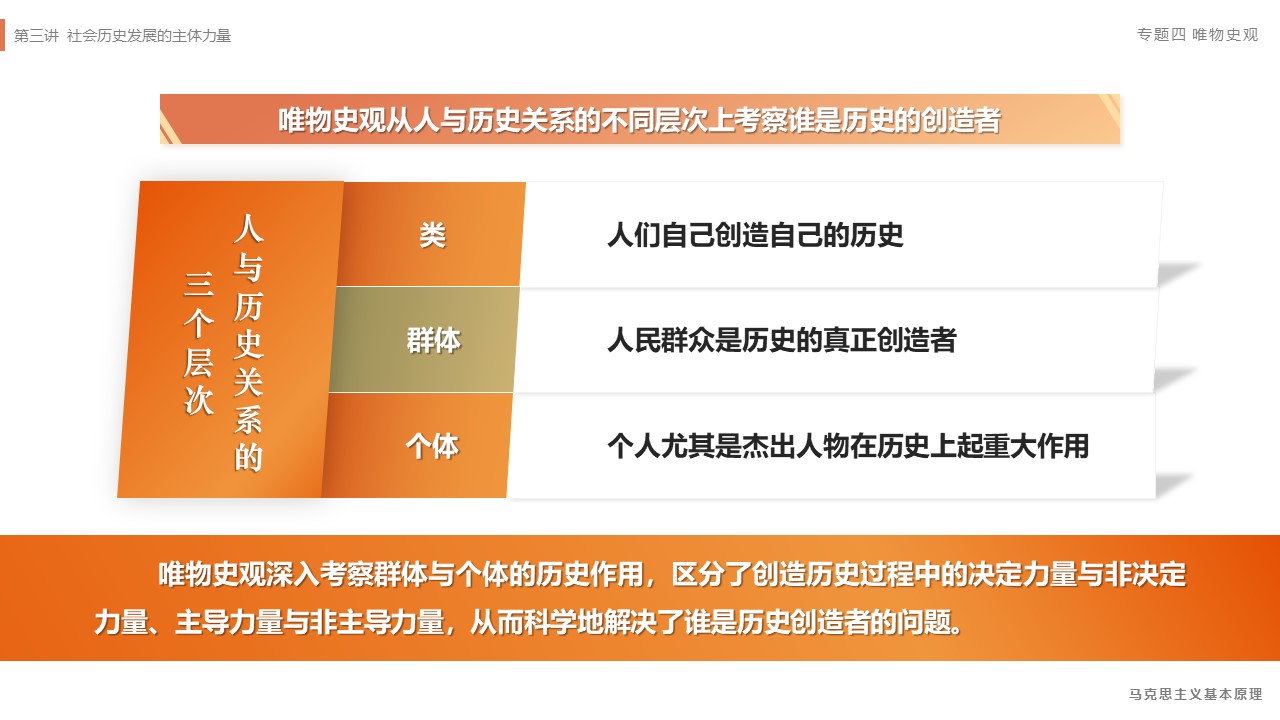 第三讲 社会历史发展的主体力量
专题四 唯物史观
唯物史观从人与历史关系的不同层次上考察谁是历史的创造者
人与历史关系的
三个层次
类
人们自己创造自己的历史
群体
人民群众是历史的真正创造者
个体
个人尤其是杰出人物在历史上起重大作用
唯物史观深入考察群体与个体的历史作用，区分了创造历史过程中的决定力量与非决定
力量、主导力量与非主导力量，从而科学地解决了谁是历史创造者的问题。
马克思主义基本原理